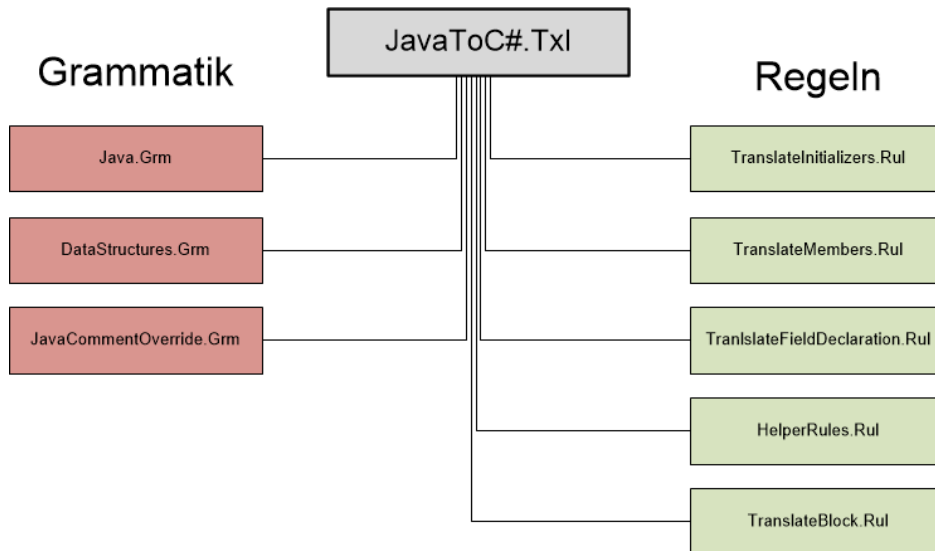 JavaToC#.Txl
Grammatik
Regeln
Java.Grm
TranslateInitializers.Rul
DataStructures.Grm
TranslateMembers.Rul
JavaCommentOverride.Grm
TranlslateFieldDeclaration.Rul
HelperRules.Rul
TranslateBlock.Rul